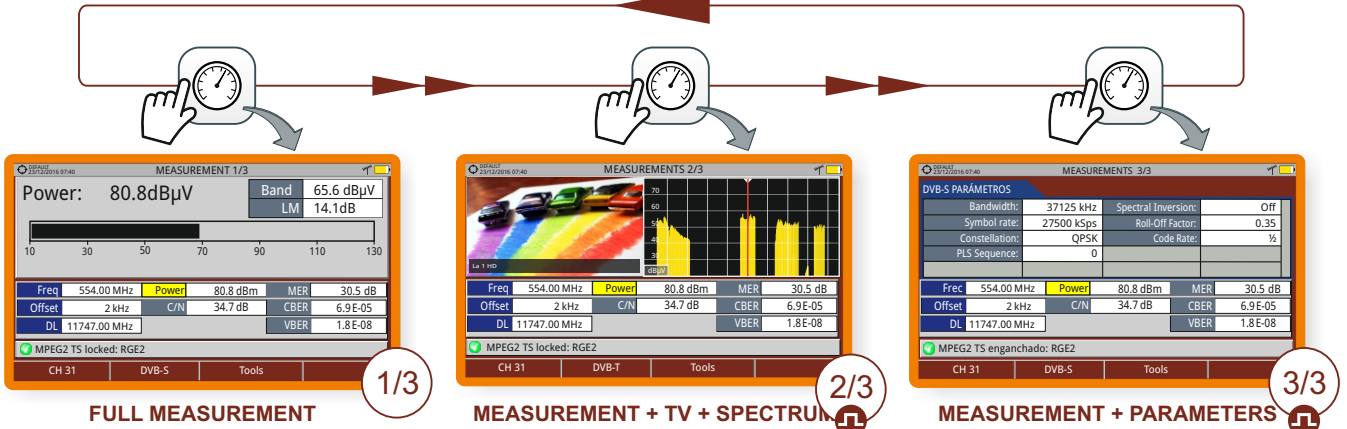 DEFAULT
23/12/2016 07:40
MEASUREMENT 1/3
Power: 80.8dBµV
Band 65.6 dBµV
LM 14.1dB
10 30 50 70 90 110 130
Freq 554.00 MHz Power 80.8 dBm MER 30.5 dB
Offset 2 kHz C/N 34.7 dB CBER 6.9E-05
DL 11747.00 MHz VBER 1.8E-08
MPEG2 TS locked: RGE2
CH 31 DVB-S Tools
1/3
FULL MEASUREMENT
DEFAULT
23/12/2016 07:40
MEASUREMENTS 2/3
70
60
50
40
30
dBµV
La 1 HD
Freq 554.00 MHz Power 80.8 dBm MER 30.5 dB
Offset 2 kHz C/N 34.7 dB CBER 6.9E-05
DL 11747.00 MHz VBER 1.8E-08
MPEG2 TS locked: RGE2
CH 31 DVB-T Tools
2/3
MEASUREMENT + TV + SPECTRUM
DEFAULT
23/12/2016 07:40
MEASUREMENTS 3/3
DVB-S PARÁMETROS
Bandwidth: 37125 kHz Spectral Inversion: Off
Symbol rate: 27500 kSps Roll-Off Factor: 0.35
Constellation: QPSK Code Rate: ½
PLS Sequence: 0
Frec 554.00 MHz Power 80.8 dBm MER 30.5 dB
Offset 2 kHz C/N 34.7 dB CBER 6.9E-05
DL 11747.00 MHz VBER 1.8E-08
MPEG2 TS enganchado: RGE2
CH 31 DVB-S Tools
3/3
MEASUREMENT + PARAMETERS